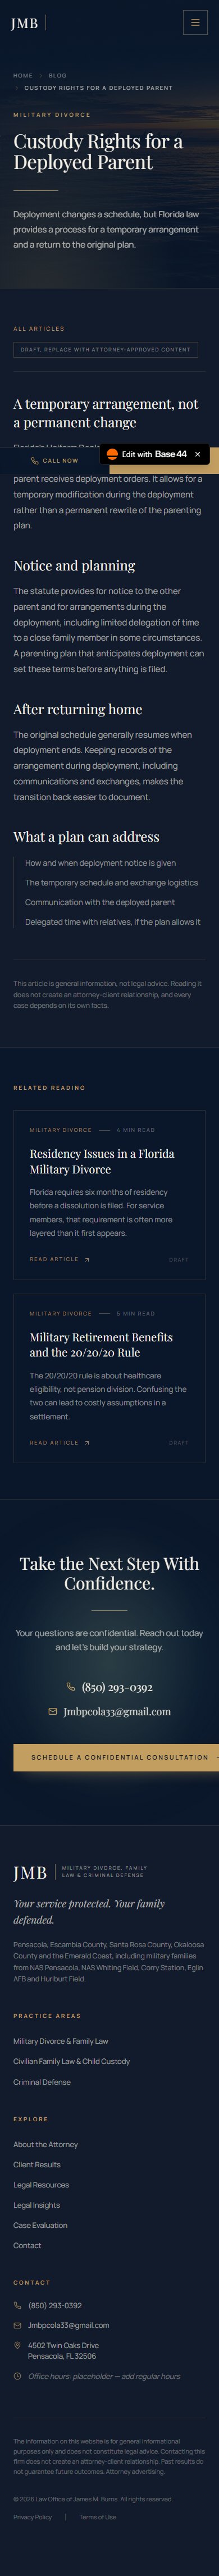 JMB
HOME > BLOG
> CUSTODY RIGHTS FOR A DEPLOYED PARENT
MILITARY DIVORCE
Custody Rights for a
Deployed Parent
Deployment changes a schedule, but Florida law
provides a process for a temporary arrangement
and a return to the original plan.
ALL ARTICLES
DRAFT, REPLACE WITH ATTORNEY-APPROVED CONTENT
A temporary arrangement, not
a permanent change
CALL NOW
Edit with Base44 ×
parent receives deployment orders. It allows for a
temporary modification during the deployment
rather than a permanent rewrite of the parenting
plan.
Notice and planning
The statute provides for notice to the other
parent and for arrangements during the
deployment, including limited delegation of time
to a close family member in some circumstances.
A parenting plan that anticipates deployment can
set these terms before anything is filed.
After returning home
The original schedule generally resumes when
deployment ends. Keeping records of the
arrangement during deployment, including
communications and exchanges, makes the
transition back easier to document.
What a plan can address
How and when deployment notice is given
The temporary schedule and exchange logistics
Communication with the deployed parent
Delegated time with relatives, if the plan allows it
This article is general information, not legal advice. Reading it
does not create an attorney-client relationship, and every
case depends on its own facts.
RELATED READING
MILITARY DIVORCE — 4 MIN READ
Residency Issues in a Florida
Military Divorce
Florida requires six months of residency
before a dissolution is filed. For service
members, that requirement is often more
layered than it first appears.
READ ARTICLE DRAFT
MILITARY DIVORCE — 5 MIN READ
Military Retirement Benefits
and the 20/20/20 Rule
The 20/20/20 rule is about healthcare
eligibility, not pension division. Confusing the
two can lead to costly assumptions in a
settlement.
READ ARTICLE DRAFT
Take the Next Step With
Confidence.
Your questions are confidential. Reach out today
and let's build your strategy.
(850) 293-0392
Jmbpcola33@gmail.com
SCHEDULE A CONFIDENTIAL CONSULTATION
JMB
MILITARY DIVORCE, FAMILY
LAW & CRIMINAL DEFENSE
Your service protected. Your family
defended.
Pensacola, Escambia County, Santa Rosa County, Okaloosa
County and the Emerald Coast, including military families
from NAS Pensacola, NAS Whiting Field, Corry Station, Eglin
AFB and Hurlburt Field.
PRACTICE AREAS
Military Divorce & Family Law
Civilian Family Law & Child Custody
Criminal Defense
EXPLORE
About the Attorney
Client Results
Legal Resources
Legal Insights
Case Evaluation
Contact
CONTACT
(850) 293-0392
Jmbpcola33@gmail.com
4502 Twin Oaks Drive
Pensacola, FL 32506
Office hours: placeholder — add regular hours
The information on this website is for general informational
purposes only and does not constitute legal advice. Contacting this
firm does not create an attorney-client relationship. Past results do
not guarantee future outcomes. Attorney advertising.
© 2026 Law Office of James M. Burns. All rights reserved.
Privacy Policy | Terms of Use